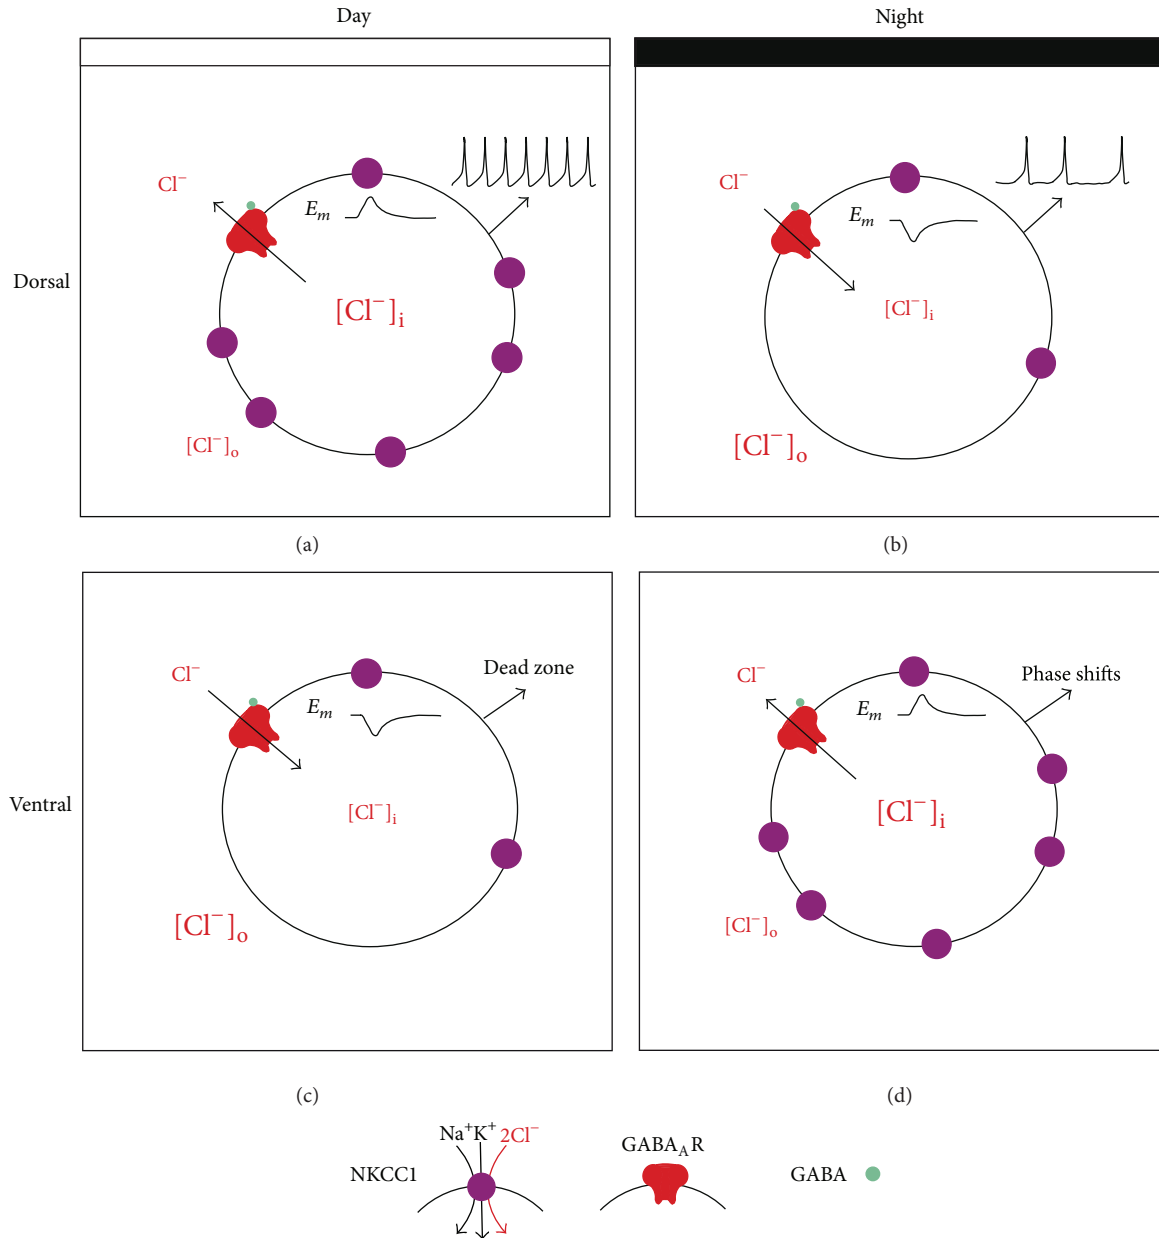 Day
Night
Dorsal
Cl⁻
Eₘ
[Cl⁻]ᵢ
[Cl⁻]ₒ
(a)
Cl⁻
Eₘ
[Cl⁻]ᵢ
[Cl⁻]ₒ
(b)
Ventral
Cl⁻
Eₘ
Dead zone
[Cl⁻]ᵢ
[Cl⁻]ₒ
(c)
Cl⁻
Eₘ
Phase shifts
[Cl⁻]ᵢ
[Cl⁻]ₒ
(d)
Na⁺K⁺ 2Cl⁻
NKCC1
GABA_A R
GABA